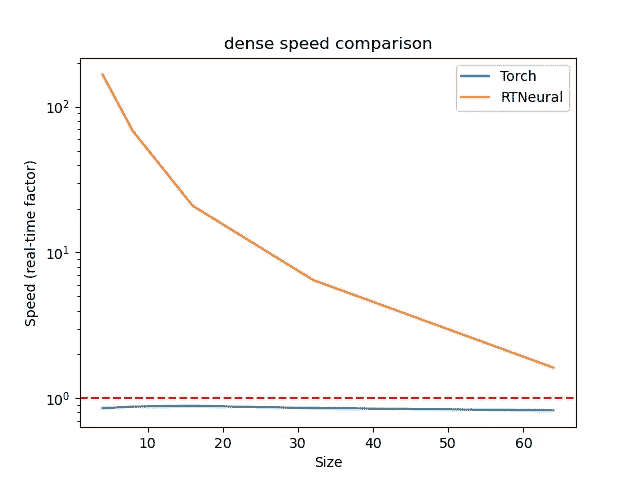 dense speed comparison
Torch
RTNeural
Speed (real-time factor)
10²
10¹
10⁰
10 20 30 40 50 60
Size